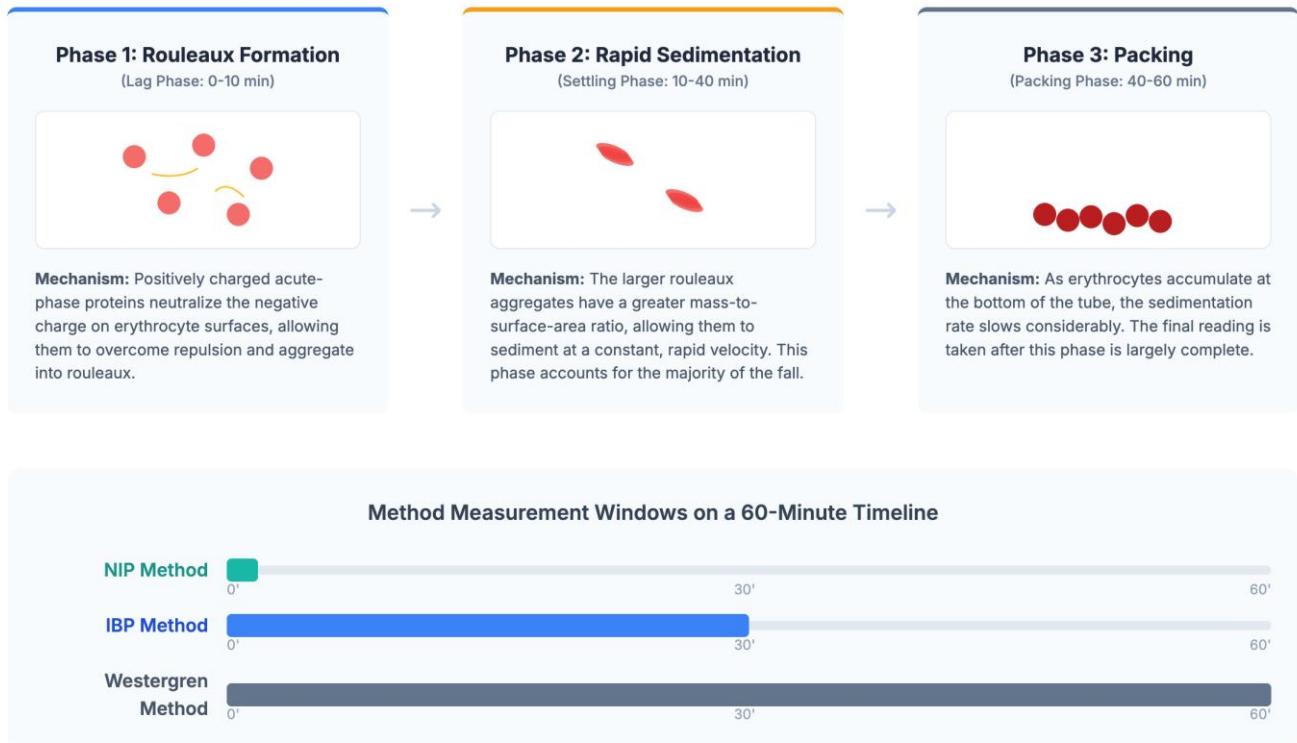 Phase 1: Rouleaux Formation
(Lag Phase: 0-10 min)
Mechanism: Positively charged acute-
phase proteins neutralize the negative
charge on erythrocyte surfaces, allowing
them to overcome repulsion and aggregate
into rouleaux.
→
Phase 2: Rapid Sedimentation
(Settling Phase: 10-40 min)
Mechanism: The larger rouleaux
aggregates have a greater mass-to-
surface-area ratio, allowing them to
sediment at a constant, rapid velocity. This
phase accounts for the majority of the fall.
→
Phase 3: Packing
(Packing Phase: 40-60 min)
Mechanism: As erythrocytes accumulate at
the bottom of the tube, the sedimentation
rate slows considerably. The final reading is
taken after this phase is largely complete.
Method Measurement Windows on a 60-Minute Timeline
NIP Method
0' 30' 60'
IBP Method
0' 30' 60'
Westergren
Method
0' 30' 60'